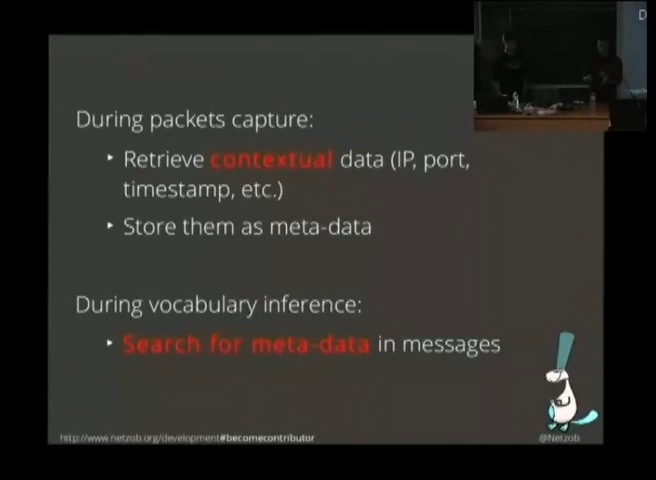 During packets capture:
‣ Retrieve contextual data (IP, port,
timestamp, etc.)
‣ Store them as meta-data
During vocabulary inference:
‣ Search for meta-data in messages
http://www.netzob.org/development#becomecontributor
@Netzob
D